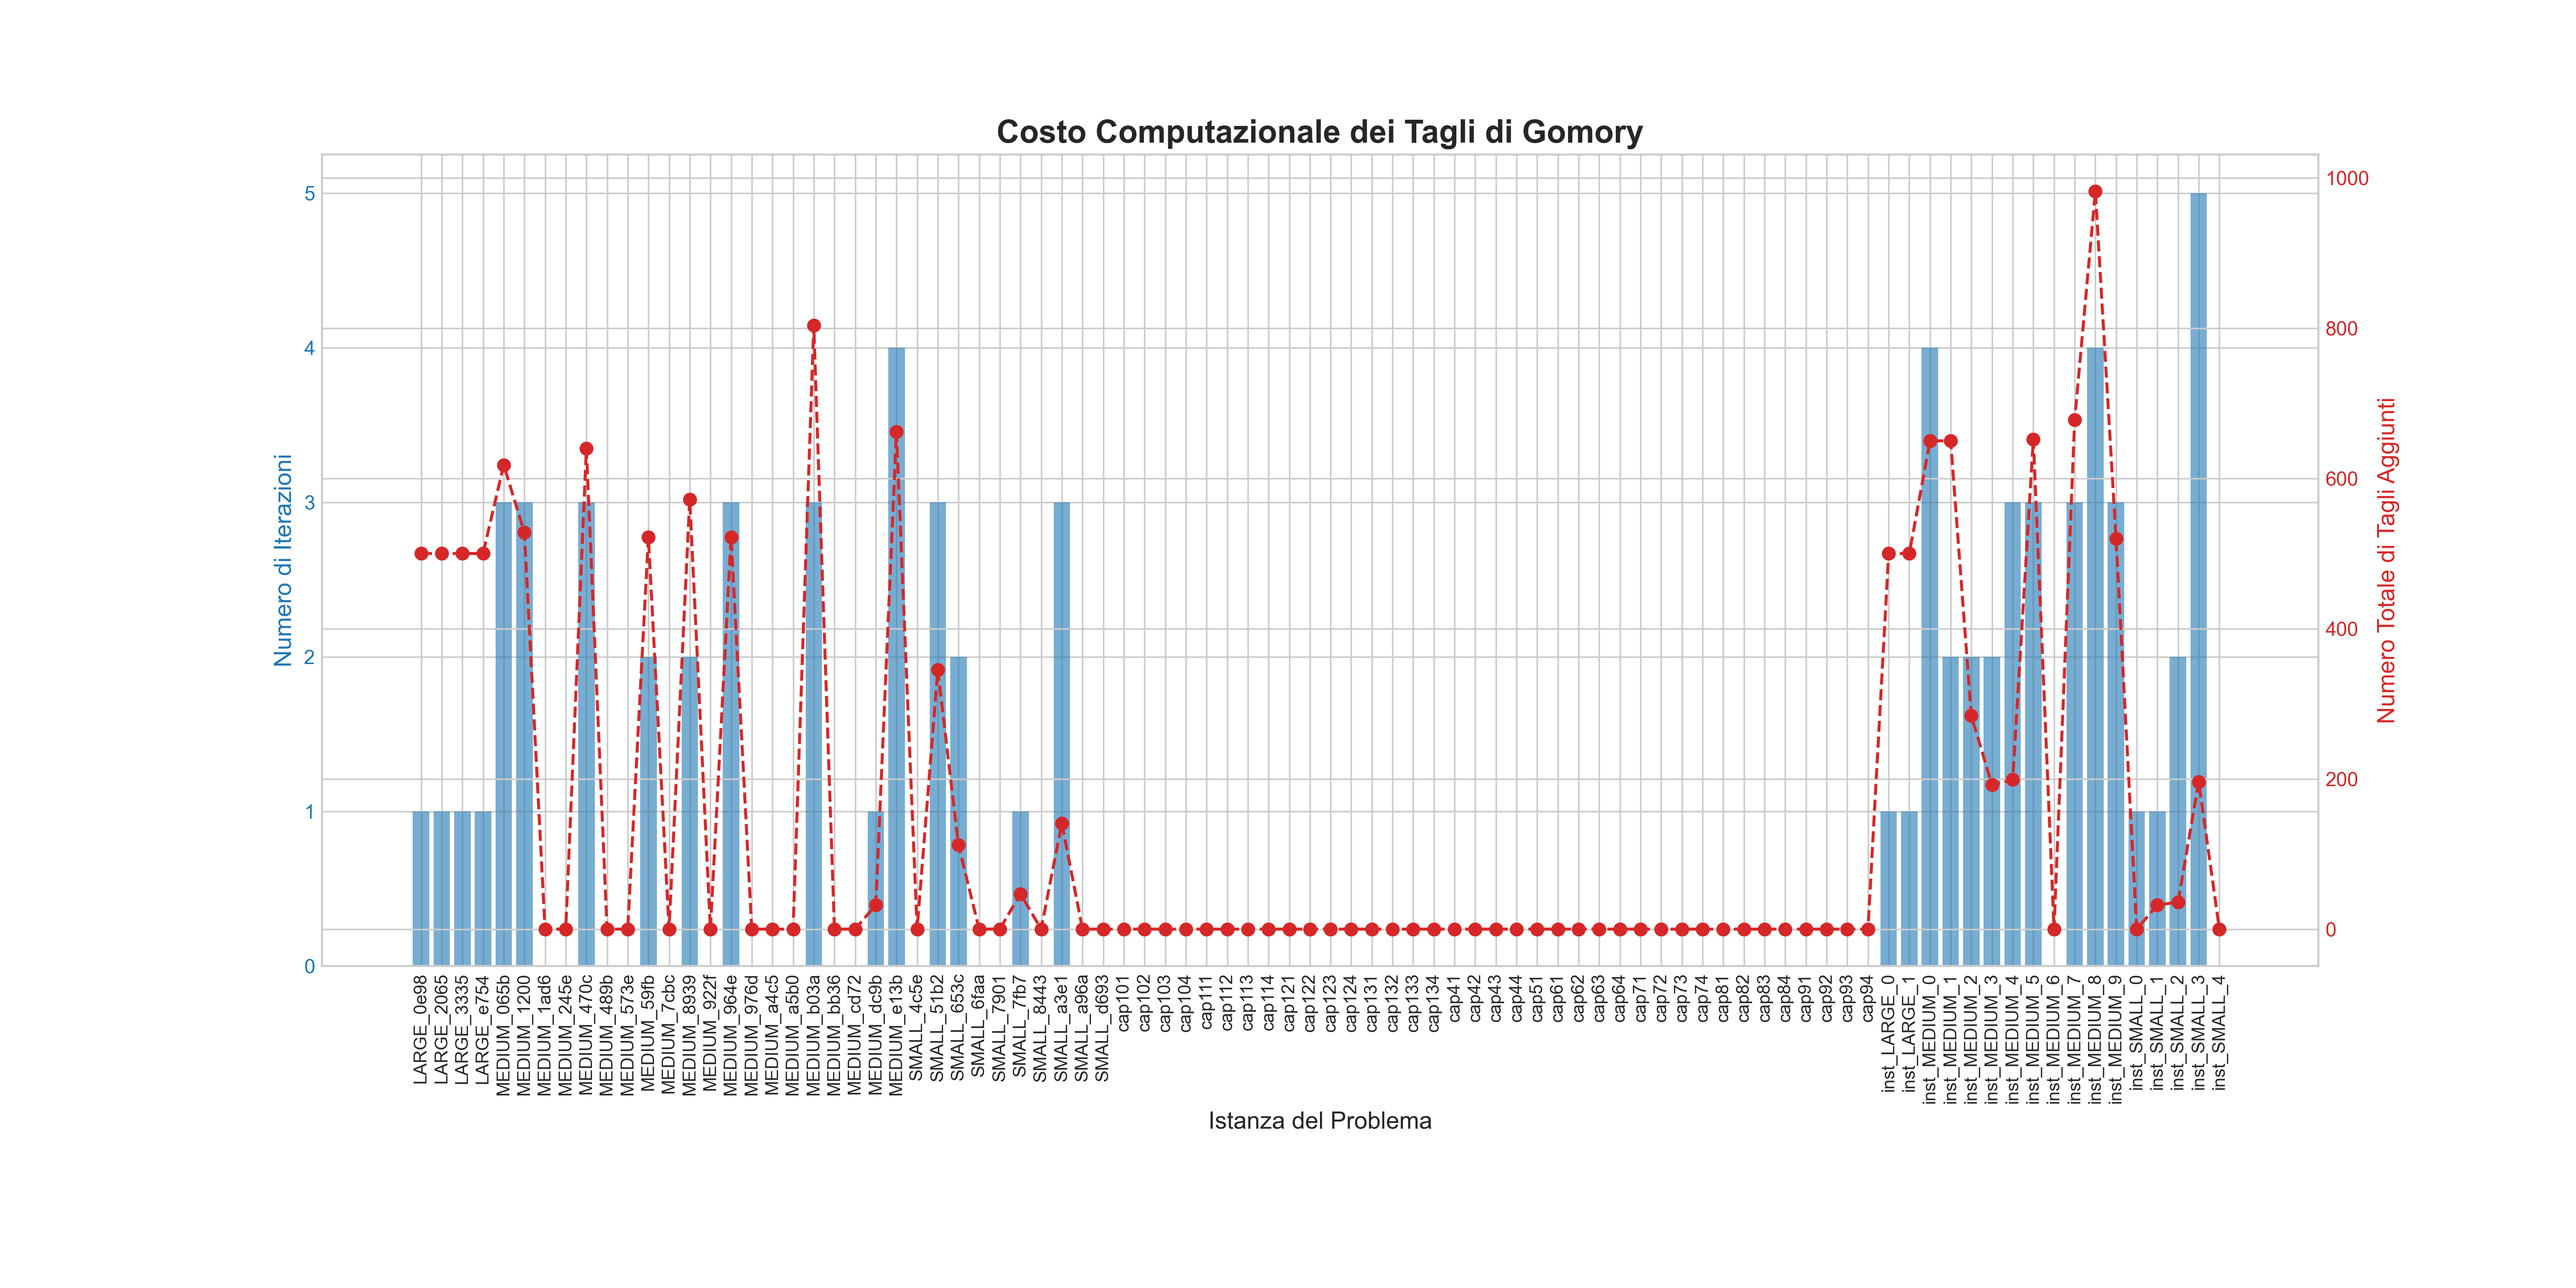 Costo Computazionale dei Tagli di Gomory
Numero di Iterazioni
5
4
3
2
1
0
1000
800
600
400
200
0
Numero Totale di Tagli Aggiunti
LARGE_0e98
LARGE_2065
LARGE_3335
LARGE_e754
MEDIUM_065b
MEDIUM_1200
MEDIUM_1ad6
MEDIUM_245e
MEDIUM_470c
MEDIUM_489b
MEDIUM_573e
MEDIUM_59fb
MEDIUM_7cbc
MEDIUM_8939
MEDIUM_922f
MEDIUM_964e
MEDIUM_976d
MEDIUM_a4c5
MEDIUM_a5b0
MEDIUM_b03a
MEDIUM_bb36
MEDIUM_cd72
MEDIUM_dc9b
MEDIUM_e13b
SMALL_4c5e
SMALL_51b2
SMALL_653c
SMALL_6faa
SMALL_7901
SMALL_7fb7
SMALL_8443
SMALL_a3e1
SMALL_a96a
SMALL_d693
cap101
cap102
cap103
cap104
cap111
cap112
cap113
cap114
cap121
cap122
cap123
cap124
cap131
cap132
cap133
cap134
cap41
cap42
cap43
cap44
cap51
cap61
cap62
cap63
cap64
cap71
cap72
cap73
cap74
cap81
cap82
cap83
cap84
cap91
cap92
cap93
cap94
inst_LARGE_0
inst_LARGE_1
inst_MEDIUM_0
inst_MEDIUM_1
inst_MEDIUM_2
inst_MEDIUM_3
inst_MEDIUM_4
inst_MEDIUM_5
inst_MEDIUM_6
inst_MEDIUM_7
inst_MEDIUM_8
inst_MEDIUM_9
inst_SMALL_0
inst_SMALL_1
inst_SMALL_2
inst_SMALL_3
inst_SMALL_4
Istanza del Problema